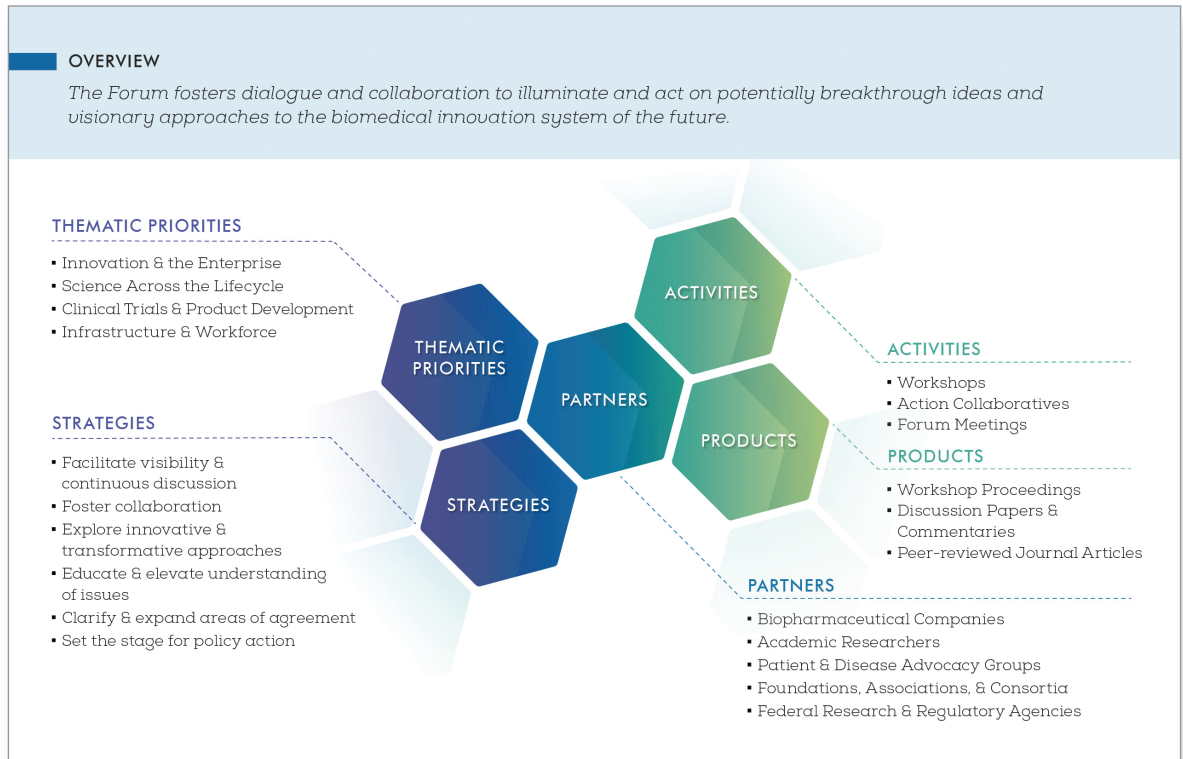 OVERVIEW
The Forum fosters dialogue and collaboration to illuminate and act on potentially breakthrough ideas and
visionary approaches to the biomedical innovation system of the future.
THEMATIC PRIORITIES
▪ Innovation & the Enterprise
▪ Science Across the Lifecycle
▪ Clinical Trials & Product Development
▪ Infrastructure & Workforce
STRATEGIES
▪ Facilitate visibility &
continuous discussion
▪ Foster collaboration
▪ Explore innovative &
transformative approaches
▪ Educate & elevate understanding
of issues
▪ Clarify & expand areas of agreement
▪ Set the stage for policy action
THEMATIC
PRIORITIES
STRATEGIES
PARTNERS
ACTIVITIES
PRODUCTS
ACTIVITIES
▪ Workshops
▪ Action Collaboratives
▪ Forum Meetings
PRODUCTS
▪ Workshop Proceedings
▪ Discussion Papers &
Commentaries
▪ Peer-reviewed Journal Articles
PARTNERS
▪ Biopharmaceutical Companies
▪ Academic Researchers
▪ Patient & Disease Advocacy Groups
▪ Foundations, Associations, & Consortia
▪ Federal Research & Regulatory Agencies